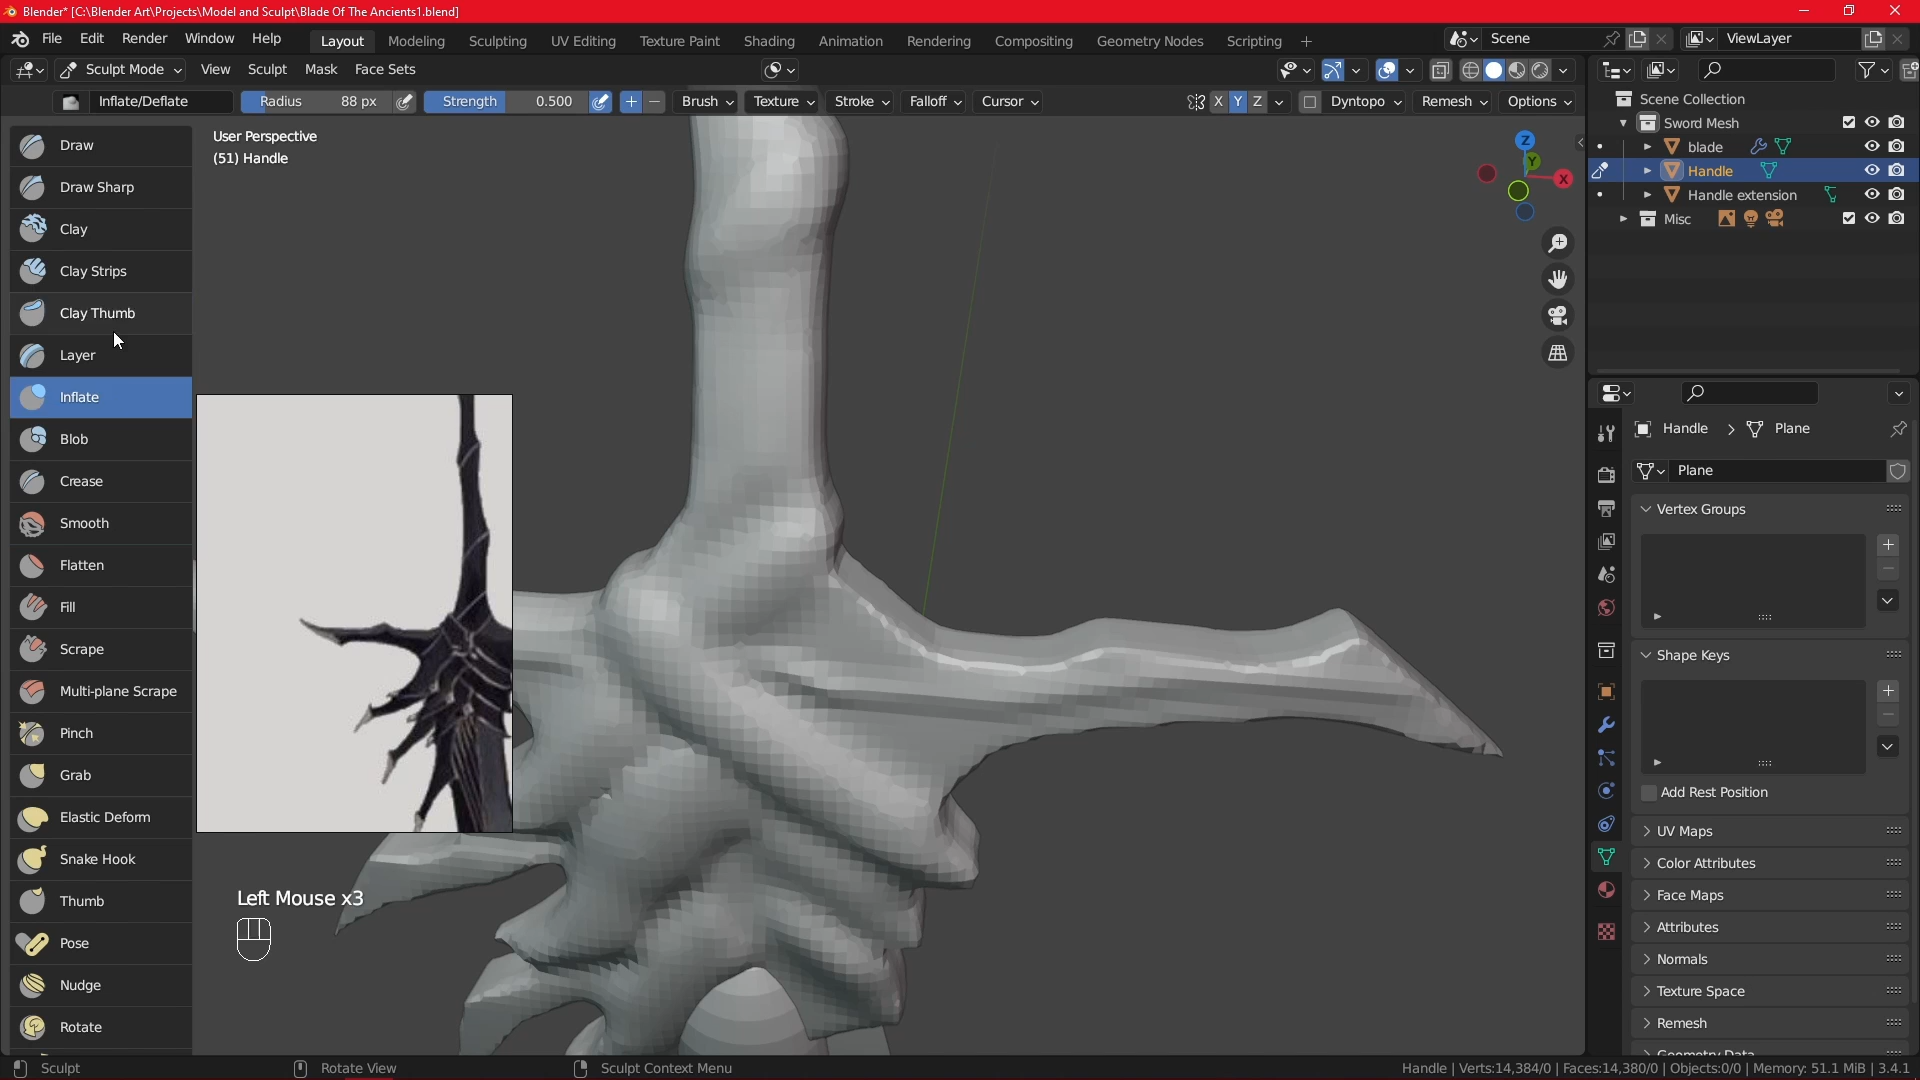 Blender* [C:\Blender Art\Projects\Model and Sculpt\Blade Of The Ancients1.blend]
File Edit Render Window Help Layout Modeling Sculpting UV Editing Texture Paint Shading Animation Rendering Compositing Geometry Nodes Scripting + Scene ViewLayer
Sculpt Mode View Sculpt Mask Face Sets
Inflate/Deflate Radius 88 px Strength 0.500 Brush Texture Stroke Falloff Cursor X Y Z Dyntopo Remesh Options
User Perspective
(51) Handle
Draw
Draw Sharp
Clay
Clay Strips
Clay Thumb
Layer
Inflate
Blob
Crease
Smooth
Flatten
Fill
Scrape
Multi-plane Scrape
Pinch
Grab
Elastic Deform
Snake Hook
Thumb
Pose
Nudge
Rotate
Left Mouse x3
Z
Y
X
Scene Collection
Sword Mesh
blade
Handle
Handle extension
Misc
Handle > Plane
Plane
Vertex Groups
Shape Keys
Add Rest Position
UV Maps
Color Attributes
Face Maps
Attributes
Normals
Texture Space
Remesh
Geometry Data
Sculpt Rotate View Sculpt Context Menu Handle | Verts:14,384/0 | Faces:14,380/0 | Objects:0/0 | Memory: 51.1 MiB | 3.4.1